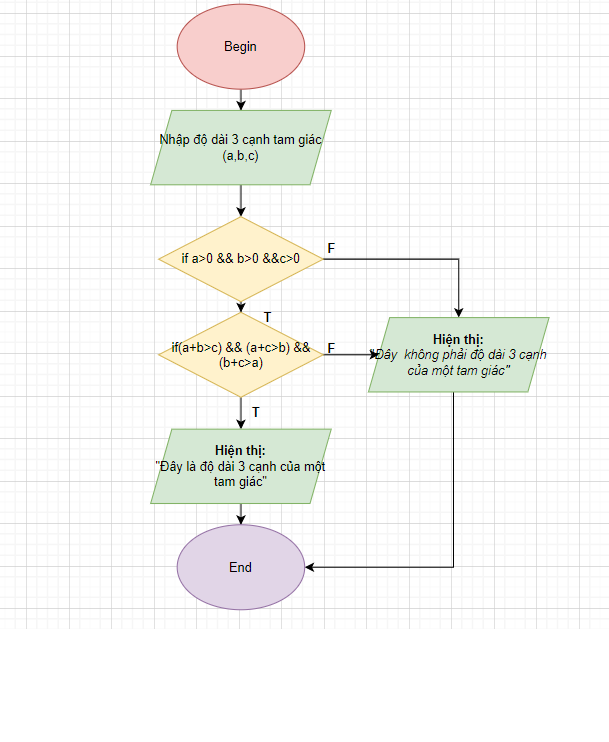 Begin
Nhập độ dài 3 cạnh tam giác
(a,b,c)
if a>0 && b>0 &&c>0
F
T
if(a+b>c) && (a+c>b) &&
(b+c>a)
F
Hiện thị:
"Đây  không phải độ dài 3 cạnh
của một tam giác"
T
Hiện thị:
"Đây là độ dài 3 cạnh của một
tam giác"
End